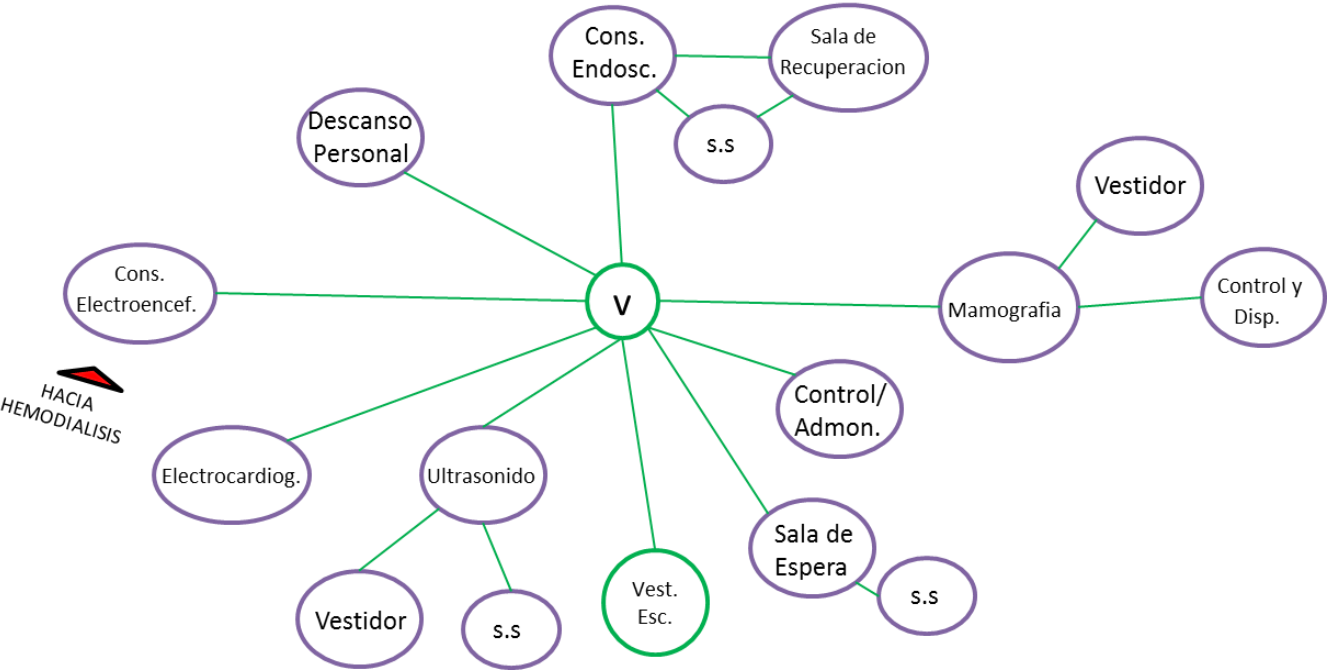 Cons.
Endosc.
Sala de
Recuperacion
s.s
Descanso
Personal
Vestidor
Cons.
Electroencef.
V
Mamografia
Control y
Disp.
HACIA
HEMODIALISIS
Control/
Admon.
Electrocardiog.
Ultrasonido
Sala de
Espera
Vest.
Esc.
s.s
Vestidor
s.s